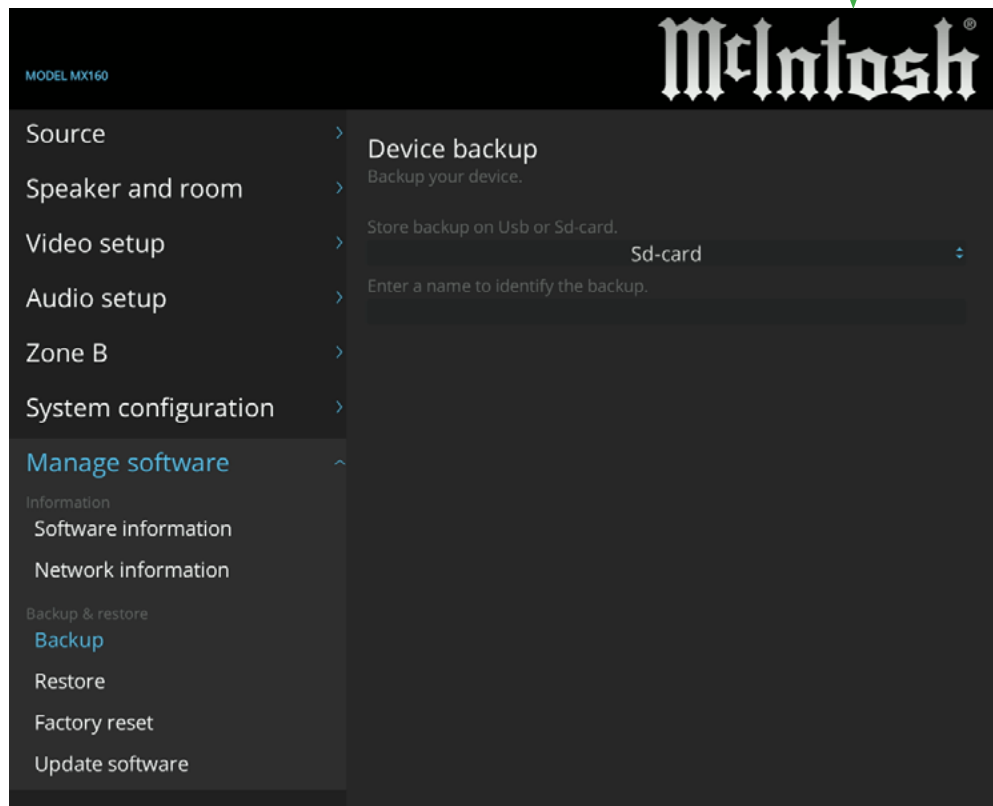 McIntosh®
MODEL MX160
Source
Speaker and room
Video setup
Audio setup
Zone B
System configuration
Manage software
Information
Software information
Network information
Backup & restore
Backup
Restore
Factory reset
Update software
Device backup
Backup your device.
Store backup on Usb or Sd-card.
Sd-card
Enter a name to identify the backup.